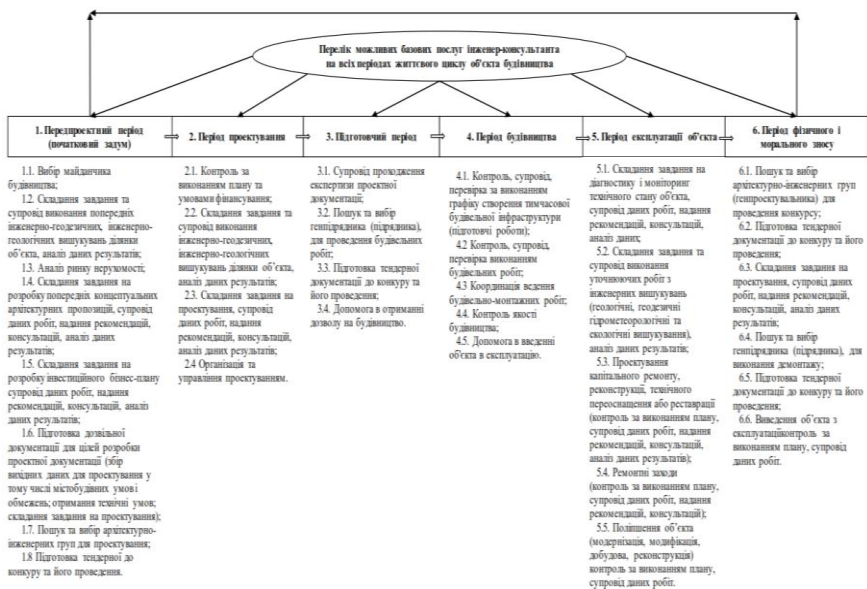 Перелік можливих базових послуг інженер-консультанта
на всіх періодах життєвого циклу об'єкта будівництва
1. Передпроектний період
(початковий задум)
2. Період проектування
3. Підготовчий період
4. Період будівництва
5. Період експлуатації об'єкта
6. Період фізичного і
морального зносу
1.1. Вибір майданчика
будівництва;
1.2. Складання завдання та
супровід виконання попередніх
інженерно-геодезичних, інженерно-
геологічних вишукувань ділянки
об'єкта, аналіз даних результатів;
1.3. Аналіз ринку нерухомості;
1.4. Складання завдання на
розробку попередніх концептуальних
архітектурних пропозицій, супровід
даних робіт, надання рекомендацій,
консультацій, аналіз даних
результатів;
1.5. Складання завдання на
розробку інвестиційного бізнес-плану
супровід даних робіт, надання
рекомендацій, консультацій, аналіз
даних результатів;
1.6. Підготовка дозвільної
документації для цілей розробки
проектної документації (збір
вихідних даних для проектування у
тому числі містобудівних умов і
обмежень; отримання технічні умов;
складання завдання на проектування);
1.7. Пошук та вибір архітектурно-
інженерних груп для проектування;
1.8 Підготовка тендерної до
конкуру та його проведення.
2.1. Контроль за
виконанням плану та
умовами фінансування;
2.2. Складання завдання та
супровід виконання
інженерно-геодезичних,
інженерно-геологічних
вишукувань ділянки об'єкта,
аналіз даних результатів;
2.3. Складання завдання на
проектування, супровід
даних робіт, надання
рекомендацій, консультацій,
аналіз даних результатів;
2.4 Організація та
управління проектуванням.
3.1. Супровід проходження
експертизи проектної
документації;
3.2. Пошук та вибір
генпідрядника (підрядника),
для проведення будівельних
робіт;
3.3. Підготовка тендерної
документації до конкуру та
його проведення;
3.4. Допомога в отриманні
дозволу на будівництво.
4.1. Контроль, супровід,
перевірка за виконанням
графіку створення тимчасової
будівельної інфраструктури
(підготовчі роботи);
4.2 Контроль, супровід,
перевірка виконанням
будівельних робіт;
4.3 Координація ведення
будівельно-монтажних робіт;
4.4. Контроль якості
будівництва;
4.5. Допомога в введенні
об'єкта в експлуатацію.
5.1. Складання завдання на
діагностику і моніторинг
технічного стану об'єкта,
супровід даних робіт, надання
рекомендацій, консультацій,
аналіз даних;
5.2. Складання завдання та
супровід виконання
уточнюючих робіт з
інженерних вишукувань
(геологічні, геодезичні
гідрометеорологічні та
екологічні вишукування),
аналіз даних результатів;
5.3. Проектування
капітального ремонту,
реконструкції, технічного
переоснащення або реставрації
(контроль за виконанням плану,
супровід даних робіт, надання
рекомендацій, консультацій,
аналіз даних результатів);
5.4. Ремонтні заходи
(контроль за виконанням плану,
супровід даних робіт, надання
рекомендацій, консультацій);
5.5. Поліпшення об'єкта
(модернізація, модифікація,
добудова, реконструкція)
контроль за виконанням плану,
супровід даних робіт.
6.1. Пошук та вибір
архітектурно-інженерних груп
(генпроектувальника) для
проведення конкурсу;
6.2. Підготовка тендерної
документації до конкуру та його
проведення;
6.3. Складання завдання на
проектування, супровід даних
робіт, надання рекомендацій,
консультацій, аналіз даних
результатів;
6.4. Пошук та вибір
генпідрядника (підрядника), для
виконання демонтажу;
6.5. Підготовка тендерної
документації до конкуру та його
проведення;
6.6. Виведення об'єкта з
експлуатаціїконтроль за
виконанням плану, супровід
даних робіт.